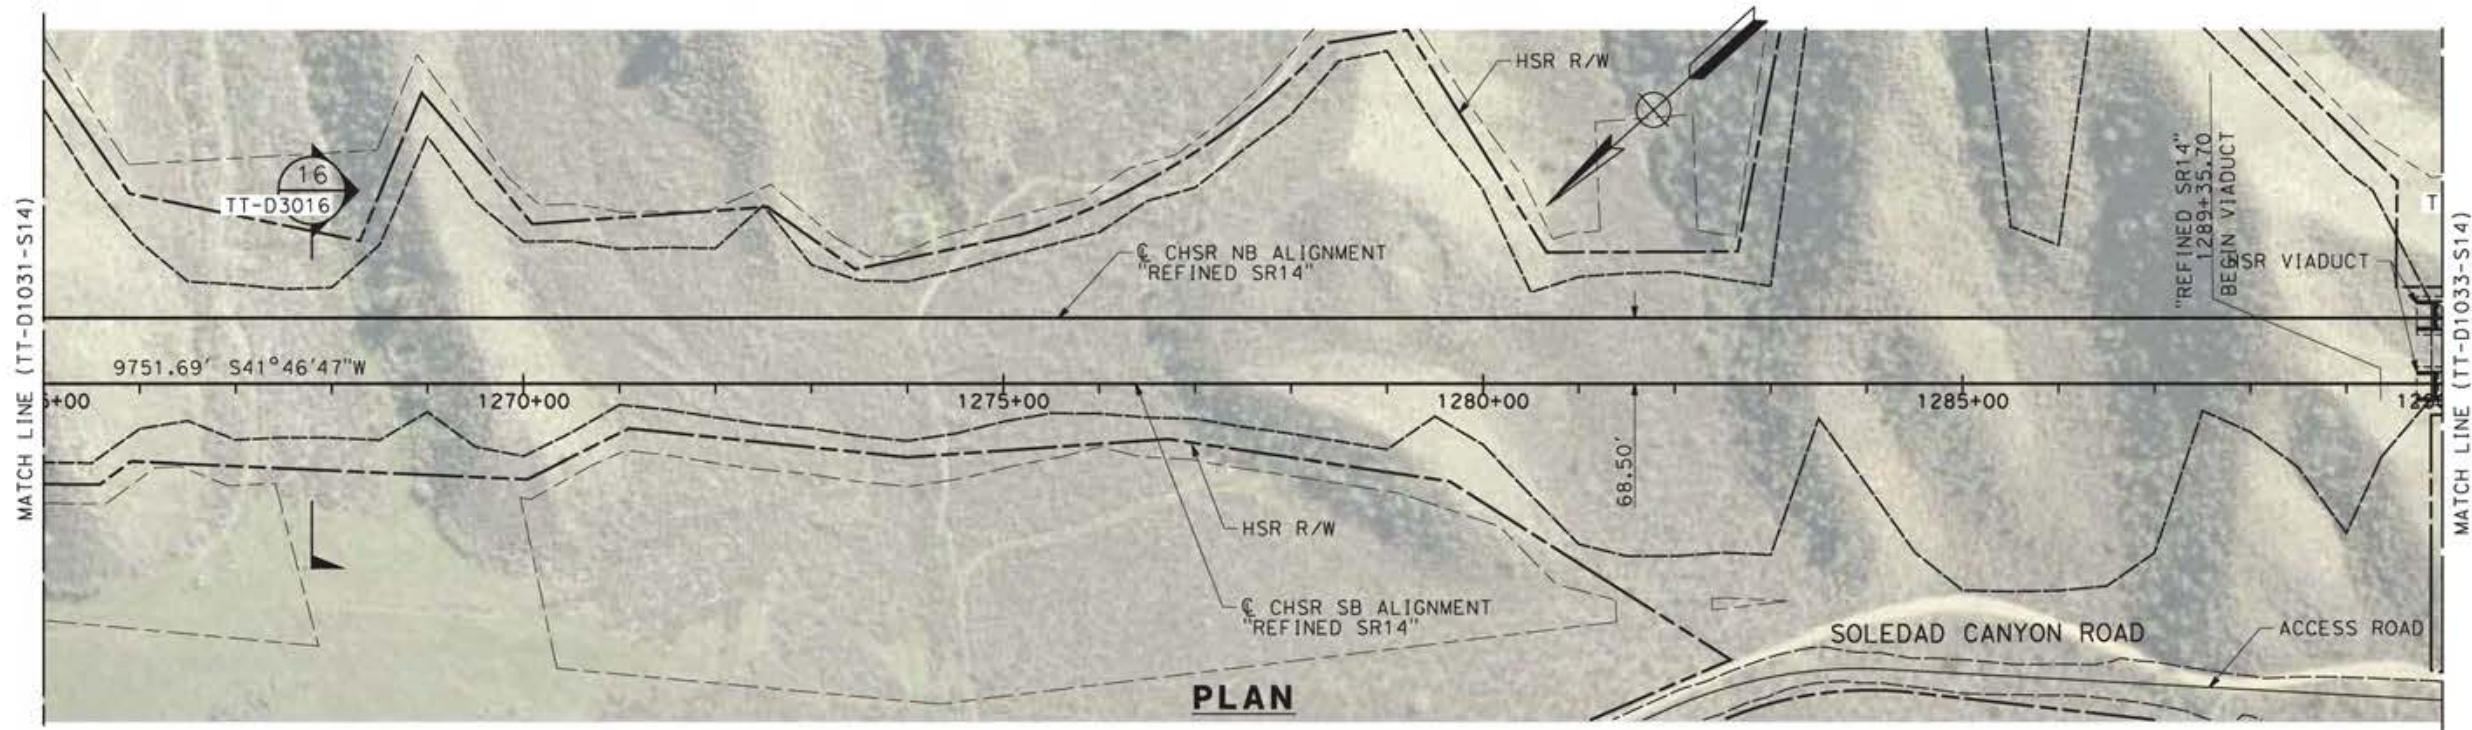 HSR R/W
16
TT-D3016
"REFINED SR14"
1289+35.70
BEGIN VIADUCT
T
℄ CHSR NB ALIGNMENT
"REFINED SR14"
HSR VIADUCT
MATCH LINE (TT-D1031-S14)
MATCH LINE (TT-D1033-S14)
9751.69' S41°46'47"W
5+00
1270+00
1275+00
1280+00
1285+00
68.50'
HSR R/W
℄ CHSR SB ALIGNMENT
"REFINED SR14"
SOLEDAD CANYON ROAD
ACCESS ROAD
PLAN